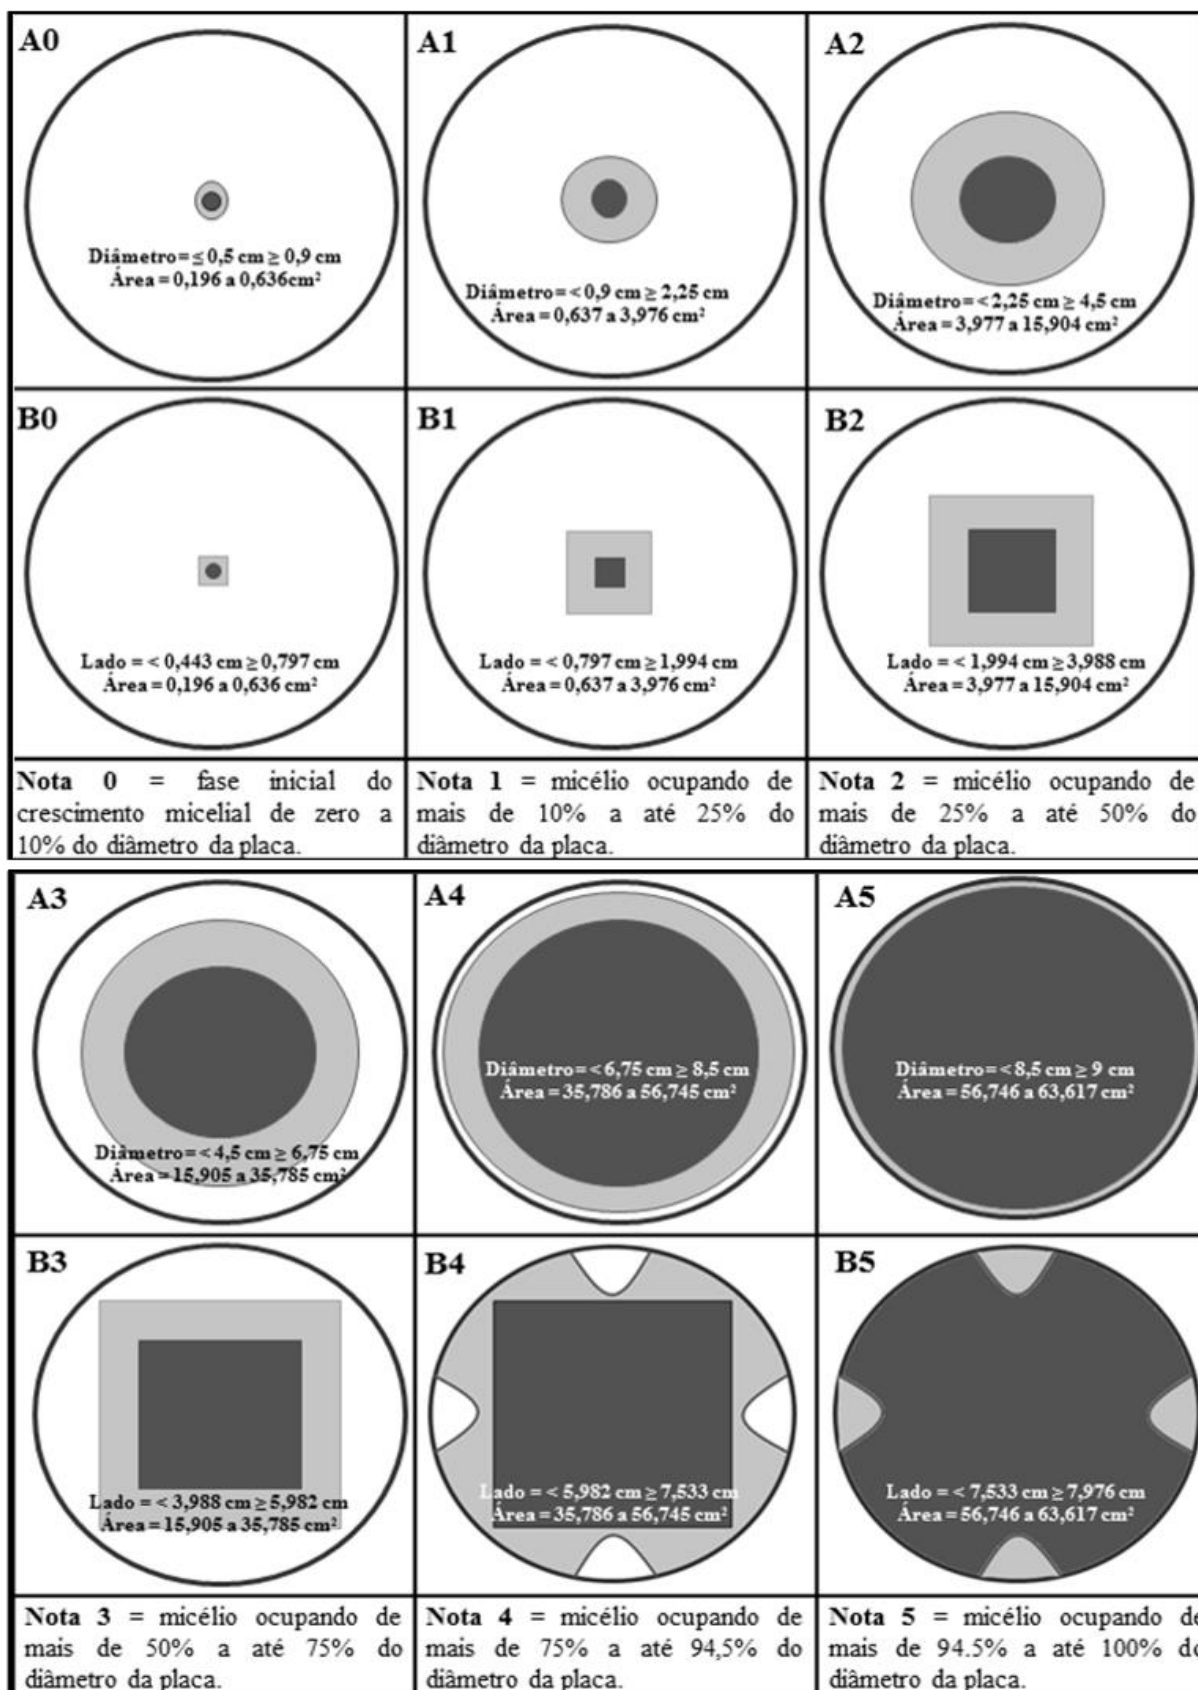 A0
Diâmetro=≤ 0,5 cm ≥ 0,9 cm
Área = 0,196 a 0,636cm²
A1
Diâmetro=< 0,9 cm ≥ 2,25 cm
Área = 0,637 a 3,976 cm²
A2
Diâmetro=< 2,25 cm ≥ 4,5 cm
Área = 3,977 a 15,904 cm²
B0
Lado = < 0,443 cm ≥ 0,797 cm
Área = 0,196 a 0,636 cm²
B1
Lado = < 0,797 cm ≥ 1,994 cm
Área = 0,637 a 3,976 cm²
B2
Lado = < 1,994 cm ≥ 3,988 cm
Área = 3,977 a 15,904 cm²
Nota 0 = fase inicial do
crescimento micelial de zero a
10% do diâmetro da placa.
Nota 1 = micélio ocupando de
mais de 10% a até 25% do
diâmetro da placa.
Nota 2 = micélio ocupando de
mais de 25% a até 50% do
diâmetro da placa.
A3
Diâmetro=< 4,5 cm ≥ 6,75 cm
Área = 15,905 a 35,785 cm²
A4
Diâmetro=< 6,75 cm ≥ 8,5 cm
Área = 35,786 a 56,745 cm²
A5
Diâmetro=< 8,5 cm ≥ 9 cm
Área = 56,746 a 63,617 cm²
B3
Lado = < 3,988 cm ≥ 5,982 cm
Área = 15,905 a 35,785 cm²
B4
Lado = < 5,982 cm ≥ 7,533 cm
Área = 35,786 a 56,745 cm²
B5
Lado = < 7,533 cm ≥ 7,976 cm
Área = 56,746 a 63,617 cm²
Nota 3 = micélio ocupando de
mais de 50% a até 75% do
diâmetro da placa.
Nota 4 = micélio ocupando de
mais de 75% a até 94,5% do
diâmetro da placa.
Nota 5 = micélio ocupando de
mais de 94.5% a até 100% do
diâmetro da placa.